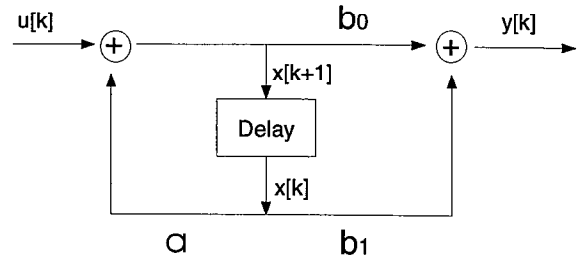 u[k]
+
b0
+
y[k]
x[k+1]
Delay
x[k]
a
b1